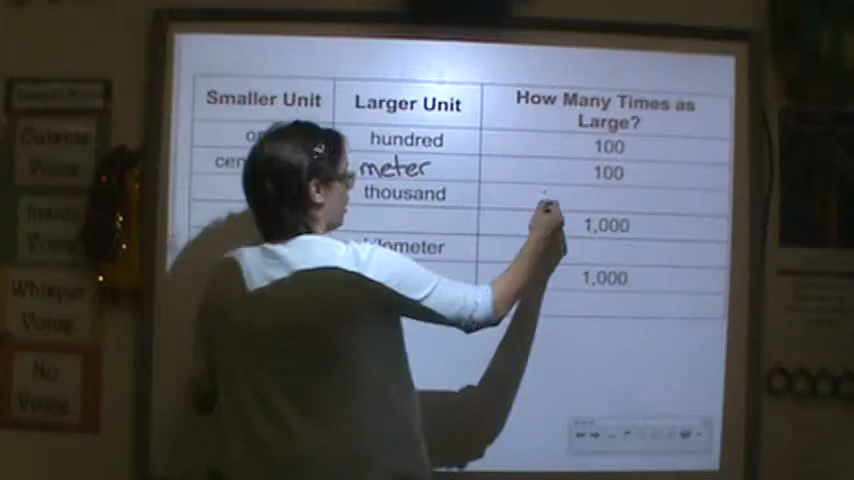 Smaller Unit Larger Unit How Many Times as
Large?
hundred 100
meter 100
thousand
1,000
1,000
Outside
Voice
Inside
Voice
Whisper
Voice
No
Voice